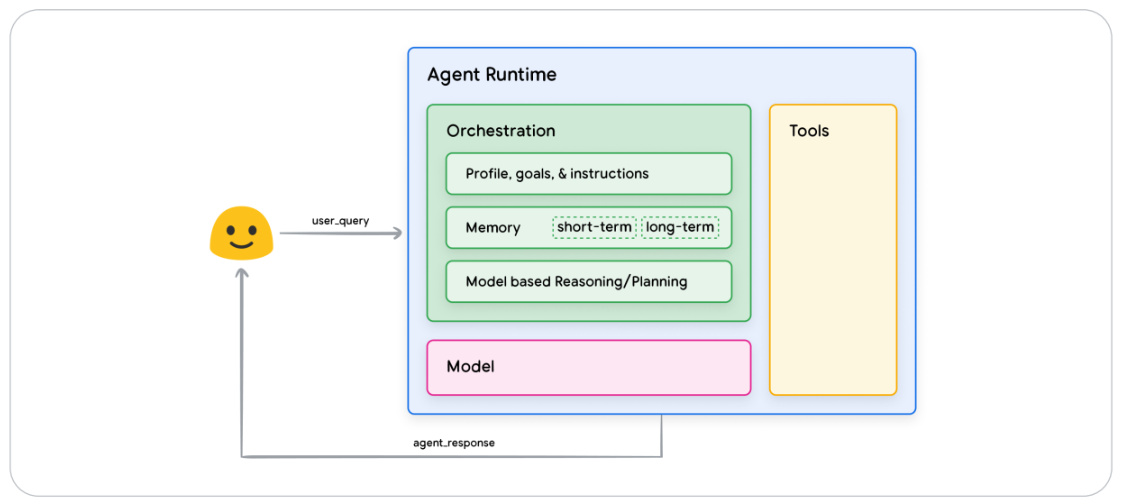 Agent Runtime
Orchestration
Tools
Profile, goals, & instructions
user_query
Memory
short-term
long-term
Model based Reasoning/Planning
Model
agent_response